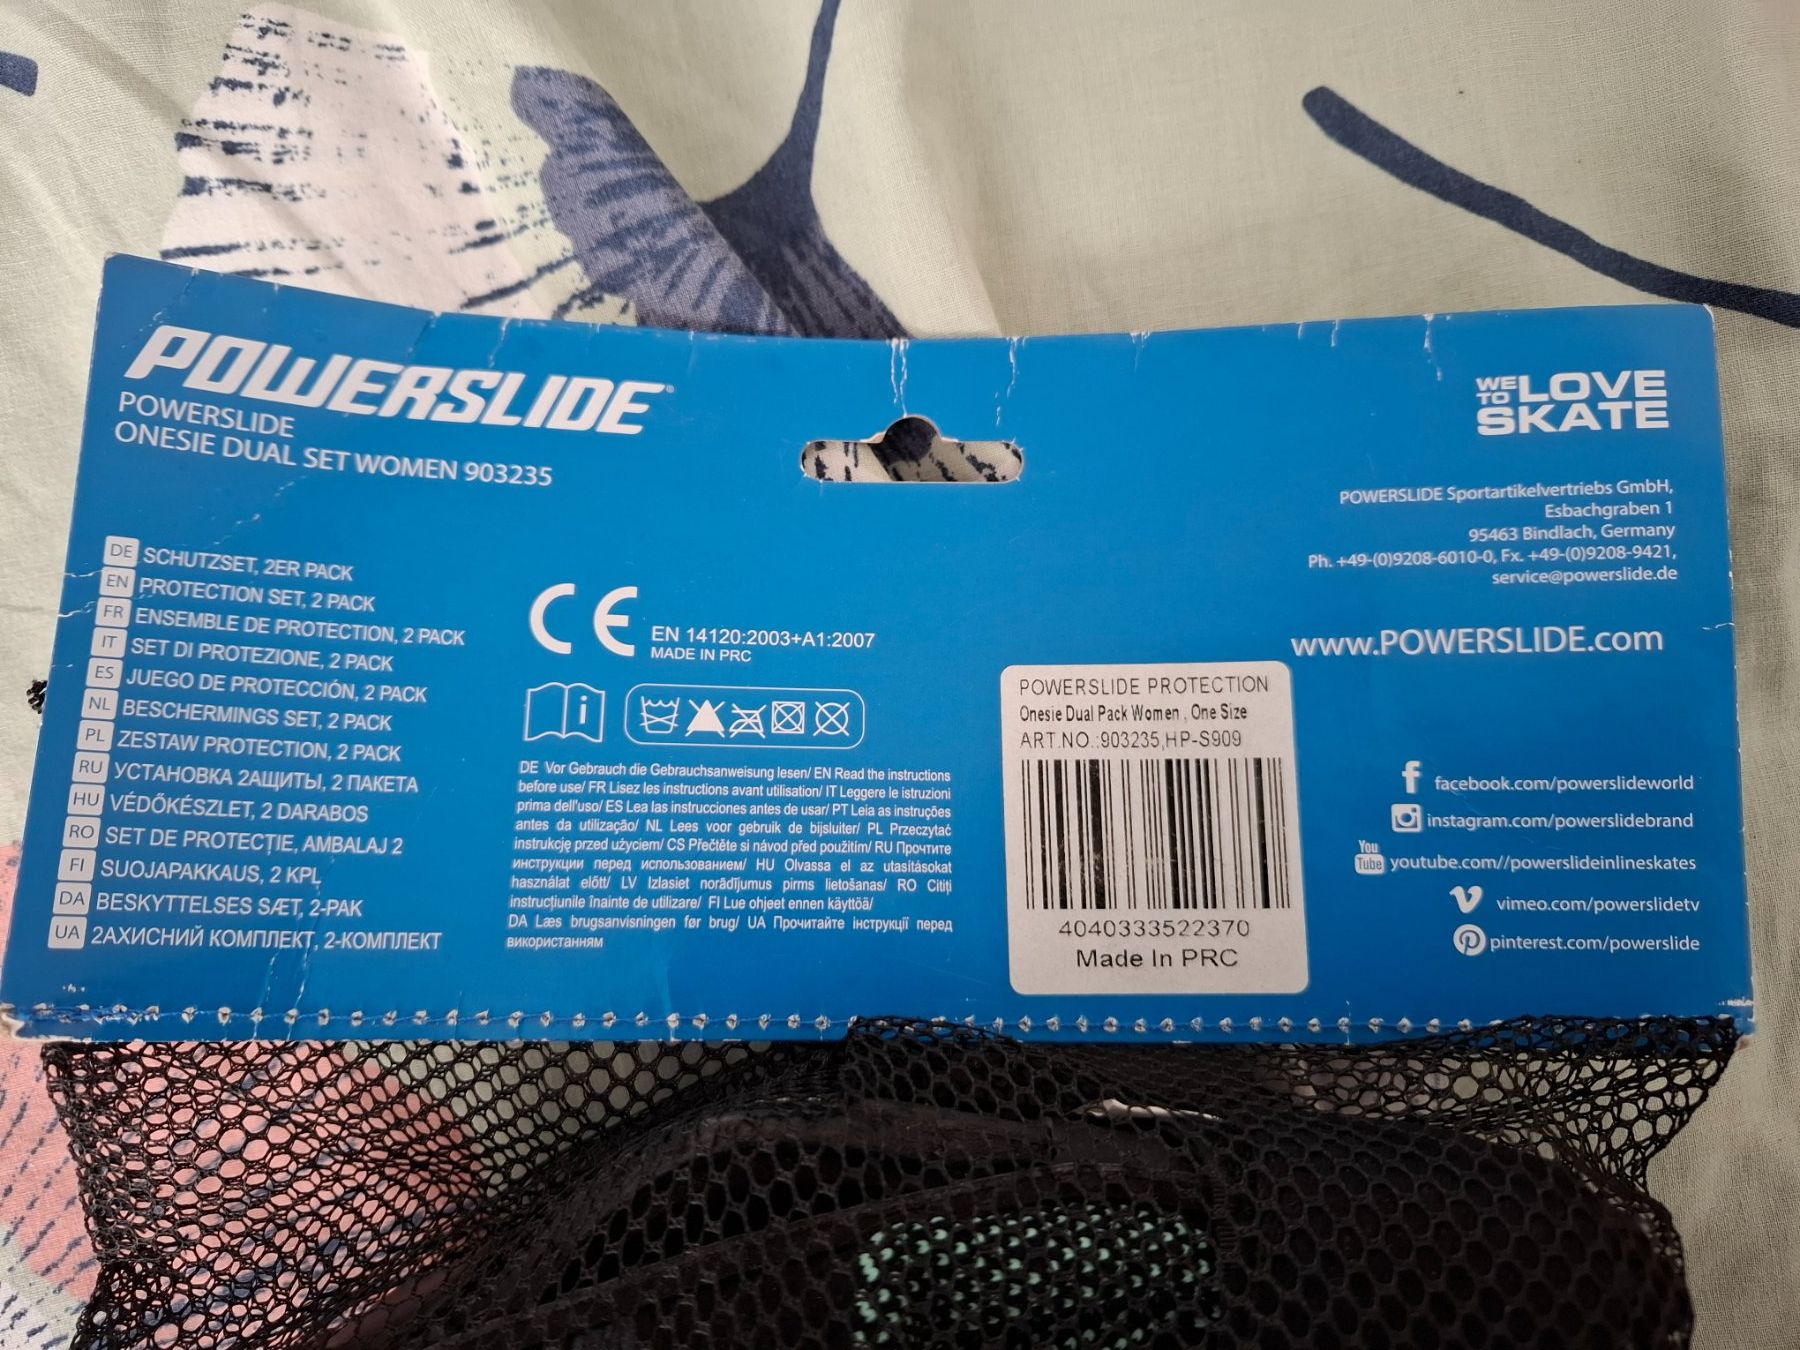 POWERSLIDE
POWERSLIDE
ONESIE DUAL SET WOMEN 903235
DE SCHUTZSET, 2ER PACK
EN PROTECTION SET, 2 PACK
FR ENSEMBLE DE PROTECTION, 2 PACK
IT SET DI PROTEZIONE, 2 PACK
ES JUEGO DE PROTECCIÓN, 2 PACK
NL BESCHERMINGS SET, 2 PACK
PL ZESTAW PROTECTION, 2 PACK
RU УСТАНОВКА 2АЩИТЫ, 2 ПАКЕТА
HU VÉDŐKÉSZLET, 2 DARABOS
RO SET DE PROTECȚIE, AMBALAJ 2
FI SUOJAPAKKAUS, 2 KPL
DA BESKYTTELSES SÆT, 2-PAK
UA 2АХИСНИЙ КОМПЛЕКТ, 2-КОМПЛЕКТ
CE EN 14120:2003+A1:2007
MADE IN PRC
DE Vor Gebrauch die Gebrauchsanweisung lesen/ EN Read the instructions
before use/ FR Lisez les instructions avant utilisation/ IT Leggere le istruzioni
prima dell'uso/ ES Lea las instrucciones antes de usar/ PT Leia as instruções
antes da utilização/ NL Lees voor gebruik de bijsluiter/ PL Przeczytać
instrukcję przed użyciem/ CS Přečtěte si návod před použitím/ RU Прочтите
инструкции перед использованием/ HU Olvassa el az utasításokat
használat előtt/ LV Izlasiet norādījumus pirms lietošanas/ RO Citiți
instrucțiunile înainte de utilizare/ FI Lue ohjeet ennen käyttöä/
DA Læs brugsanvisningen før brug/ UA Прочитайте інструкції перед
використанням
WE LOVE
TO SKATE
POWERSLIDE Sportartikelvertriebs GmbH,
Esbachgraben 1
95463 Bindlach, Germany
Ph. +49-(0)9208-6010-0, Fx. +49-(0)9208-9421,
service@powerslide.de
www.POWERSLIDE.com
POWERSLIDE PROTECTION
Onesie Dual Pack Women , One Size
ART.NO.:903235,HP-S909
4040333522370
Made In PRC
facebook.com/powerslideworld
instagram.com/powerslidebrand
You Tube youtube.com//powerslideinlineskates
vimeo.com/powerslidetv
pinterest.com/powerslide